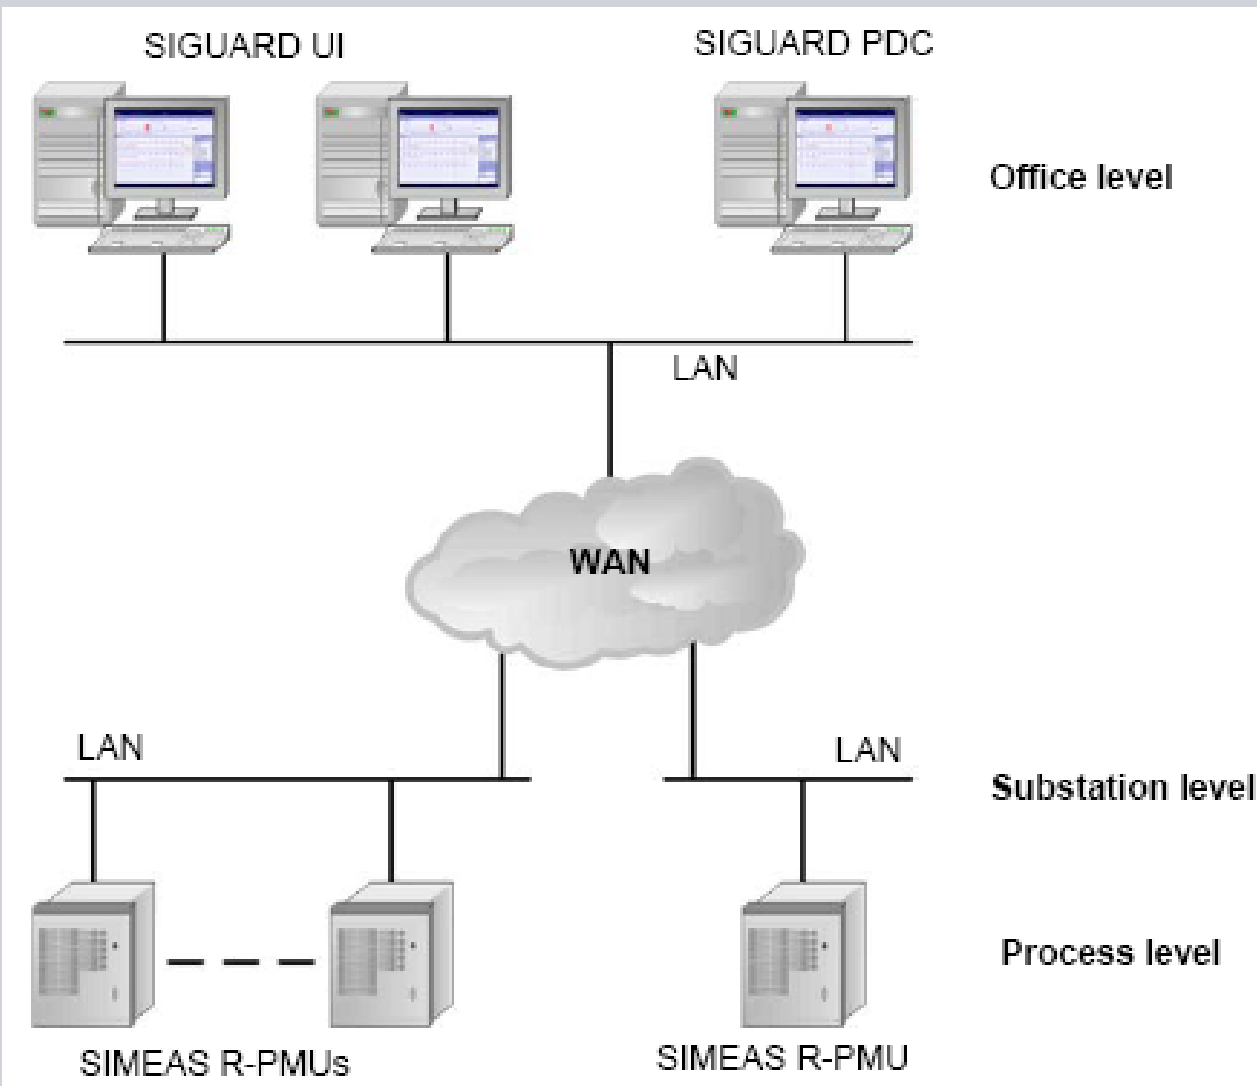 SIGUARD UI
SIGUARD PDC
Office level
LAN
WAN
LAN
LAN
Substation level
Process level
SIMEAS R-PMUs
SIMEAS R-PMU